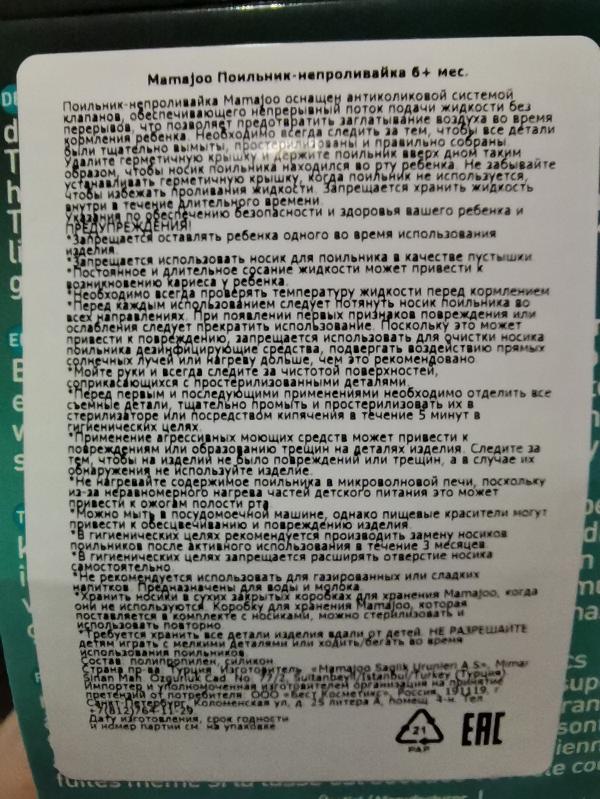 Mamajoo Поильник-непроливайка 6+ мес.
Поильник-непроливайка Mamajoo оснащен антиколиковой системой
клапанов, обеспечивающего непрерывный поток подачи жидкости без
перерывов, что позволяет предотвратить заглатывание воздуха во время
кормления ребенка. Необходимо всегда следить за тем, чтобы все детали
были тщательно вымыты, простерилизованы и правильно собраны
Удалите герметичную крышку и держите поильник вверх дном таким
образом, чтобы носик поильника находился во рту ребенка. Не забывайте
устанавливать герметичную крышку, когда поильник не используется,
чтобы избежать проливания жидкости. Запрещается хранить жидкость
внутри в течение длительного времени.
Указания по обеспечению безопасности и здоровья вашего ребенка и
ПРЕДУПРЕЖДЕНИЯ!
*Запрещается оставлять ребенка одного во время использования
изделия.
*Запрещается использовать носик для поильника в качестве пустышки
*Постоянное и длительное сосание жидкости может привести к
возникновению кариеса у ребенка.
*Необходимо всегда проверять температуру жидкости перед кормлением
*Перед каждым использованием следует потянуть носик поильника во
всех направлениях. При появлении первых признаков повреждения или
ослабления следует прекратить использование. Поскольку это может
привести к повреждению, запрещается использовать для очистки носика
поильника дезинфицирующие средства, подвергать воздействию прямых
солнечных лучей или нагреву дольше, чем это рекомендовано.
*Мойте руки и всегда следите за чистотой поверхностей,
соприкасающихся с простерилизованными деталями.
*Перед первым и последующими применениями необходимо отделить все
съемные детали, тщательно промыть и простерилизовать их в
стерилизаторе или посредством кипячения в течение 5 минут в
гигиенических целях.
*Применение агрессивных моющих средств может привести к
повреждениям или образованию трещин на деталях изделия. Следите за
тем, чтобы на изделий не было повреждений или трещин, а в случае их
обнаружения не используйте изделие.
*Не нагревайте содержимое поильника в микроволновой печи, поскольку
из-за неравномерного нагрева частей детского питания это может
привести к ожогам полости рта
*Можно мыть в посудомоечной машине, однако пищевые красители могут
привести к обесцвечиванию и повреждению изделия.
*В гигиенических целях рекомендуется производить замену носиков
поильников после активного использования в течение 3 месяцев.
*В гигиенических целях запрещается расширять отверстие носика
самостоятельно.
*Не рекомендуется использовать для газированных или сладких
напитков. Предназначены для воды и молока
*Хранить носики в сухих закрытых коробках для хранения Mamajoo, когда
они не используются. Коробку для хранения Mamajoo, которая
поставляется в комплекте с носиками, можно стерилизовать и
использовать повторно
*Требуется хранить все детали изделия вдали от детей. НЕ РАЗРЕШАЙТЕ
детям играть с мелкими деталями или ходить/бегать во время
использования поильников.
Состав: полипропилен, силикон
Страна пр-ва: Турция. Изготовитель: «Mamajoo Saglik Urunleri A.S», Mimar
Sinan Mah. Ozgurluk Cad. No: 77/2, Sultanbeyli/Istanbul/Turkey (Турция)
Импортер и уполномоченная изготовителем организация на принятие
претензий от потребителя: ООО «Бест Косметикс», Россия, 191119, г.
Санкт-Петербург, Коломенская ул, д. 25 литера А, помещ. 4-н. Тел
+7(812)764-11-29
Дату изготовления, срок годности
и номер партии см. на упаковке
21
PAP
EAC